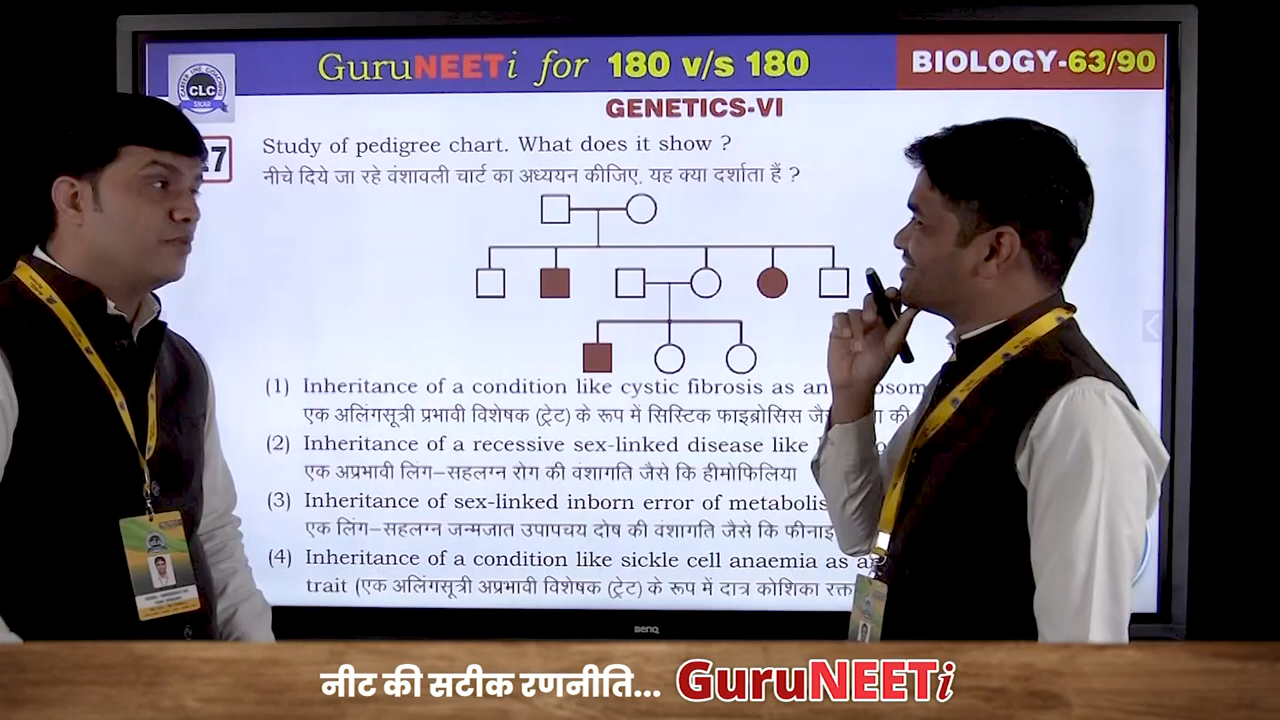 GuruNEETi for 180 v/s 180
BIOLOGY-63/90
CLC
SIKAR
GENETICS-VI
7
Study of pedigree chart. What does it show ?
नीचे दिये जा रहे वंशावली चार्ट का अध्ययन कीजिए, यह क्या दर्शाता हैं ?
(1) Inheritance of a condition like cystic fibrosis as an
एक अलिंगसूत्री प्रभावी विशेषक (ट्रेट) के रूप में सिस्टिक फाइब्रोसिस की
(2) Inheritance of a recessive sex-linked disease like
एक अप्रभावी लिंग–सहलग्न रोग की वंशागति जैसे कि हीमोफिलिया
(3) Inheritance of sex-linked inborn error of
एक लिंग–सहलग्न जन्मजात उपापचय दोष की वंशागति जैसे कि
(4) Inheritance of a condition like sickle cell anaemia as
trait (एक अलिंगसूत्री अप्रभावी विशेषक (ट्रेट) के रूप में दात्र कोशिका
BENQ
नीट की सटीक रणनीति... GuruNEETi